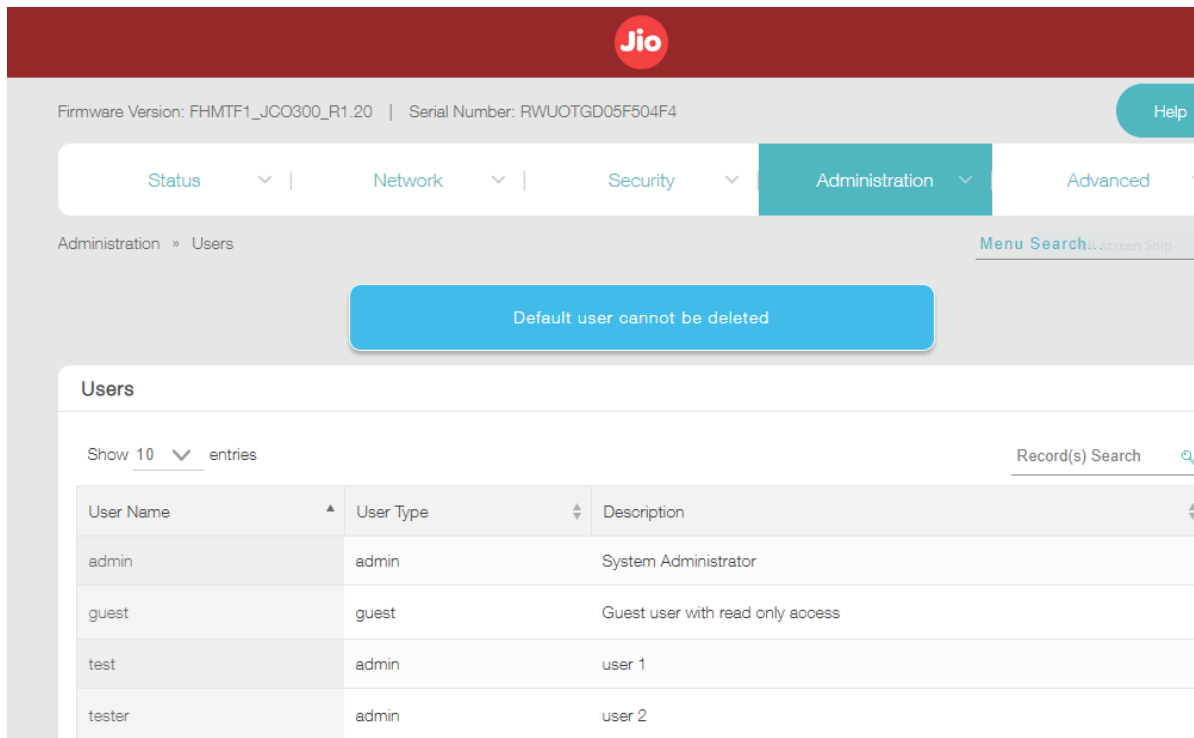 Jio
Firmware Version: FHMTF1_JCO300_R1.20 | Serial Number: RWUOTGD05F504F4
Help
Status | Network | Security | Administration | Advanced
Administration » Users
Menu Search...
Default user cannot be deleted
Users
Show 10 entries
Record(s) Search
User Name User Type Description
admin admin System Administrator
guest guest Guest user with read only access
test admin user 1
tester admin user 2